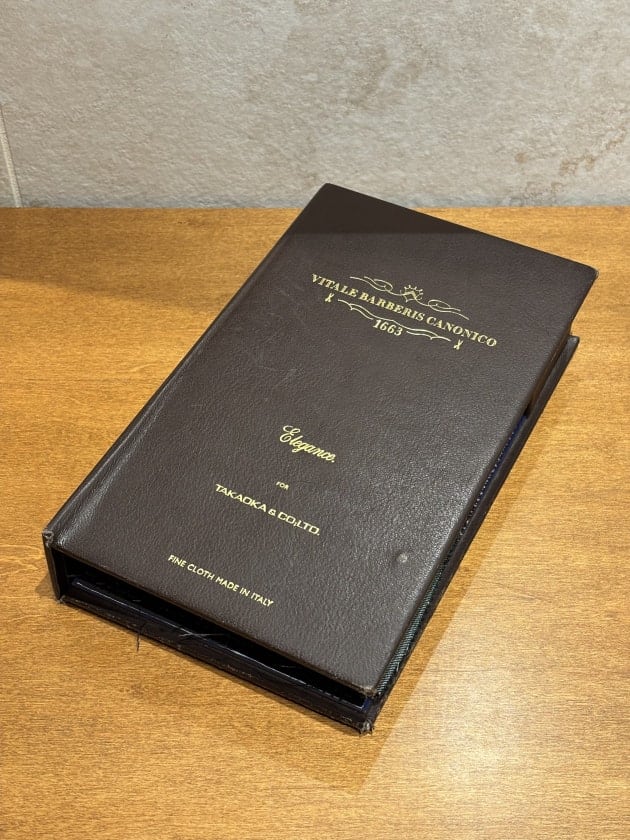 VITALE BARBERIS CANONICO
1663
Elegance.
FOR
TAKAOKA & CO.,LTD.
FINE CLOTH MADE IN ITALY